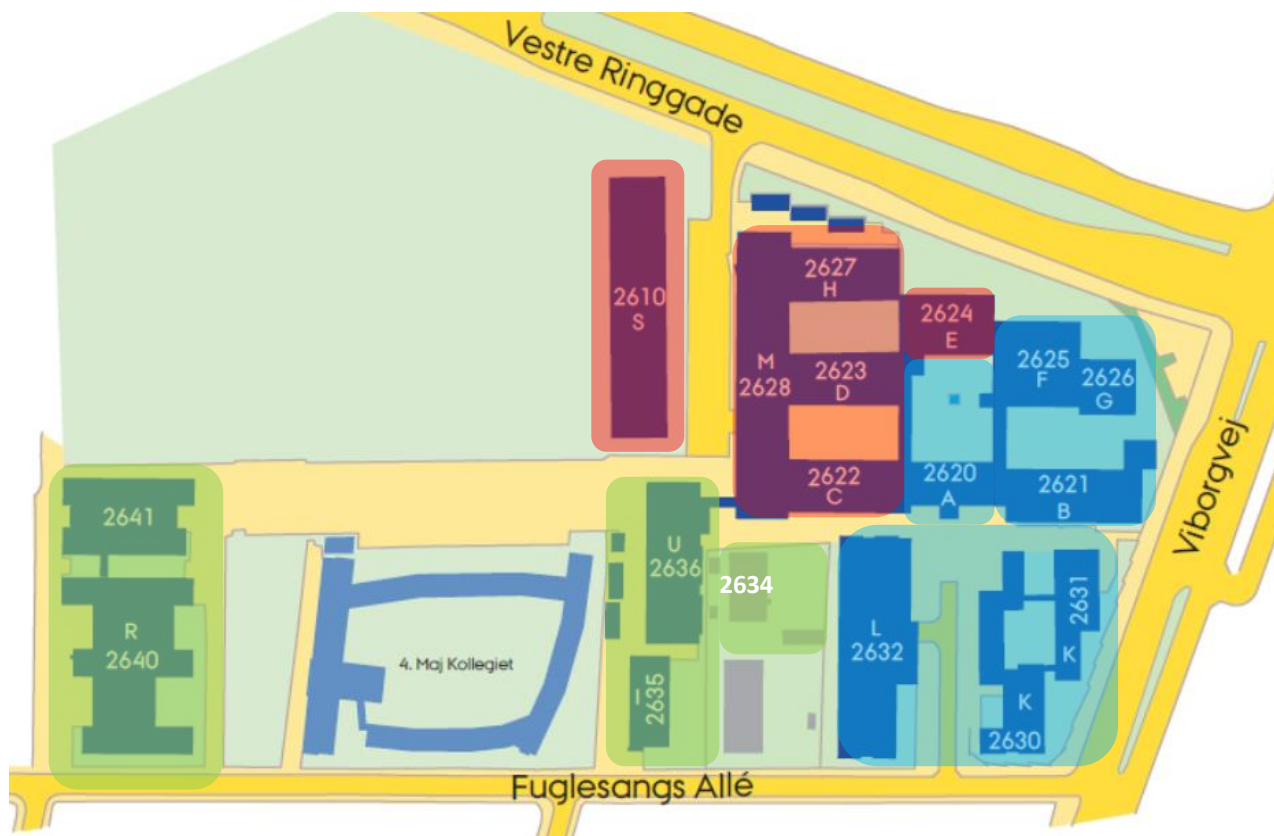 Vestre Ringgade
2627
H
2610
S
2624
E
M
2628
2623
D
2625
F
2626
G
2622
C
2620
A
2621
B
Viborgvej
2641
U
2636
2634
R
2640
4. Maj Kollegiet
I
2635
L
2632
2631
K
K
2630
Fuglesangs Allé